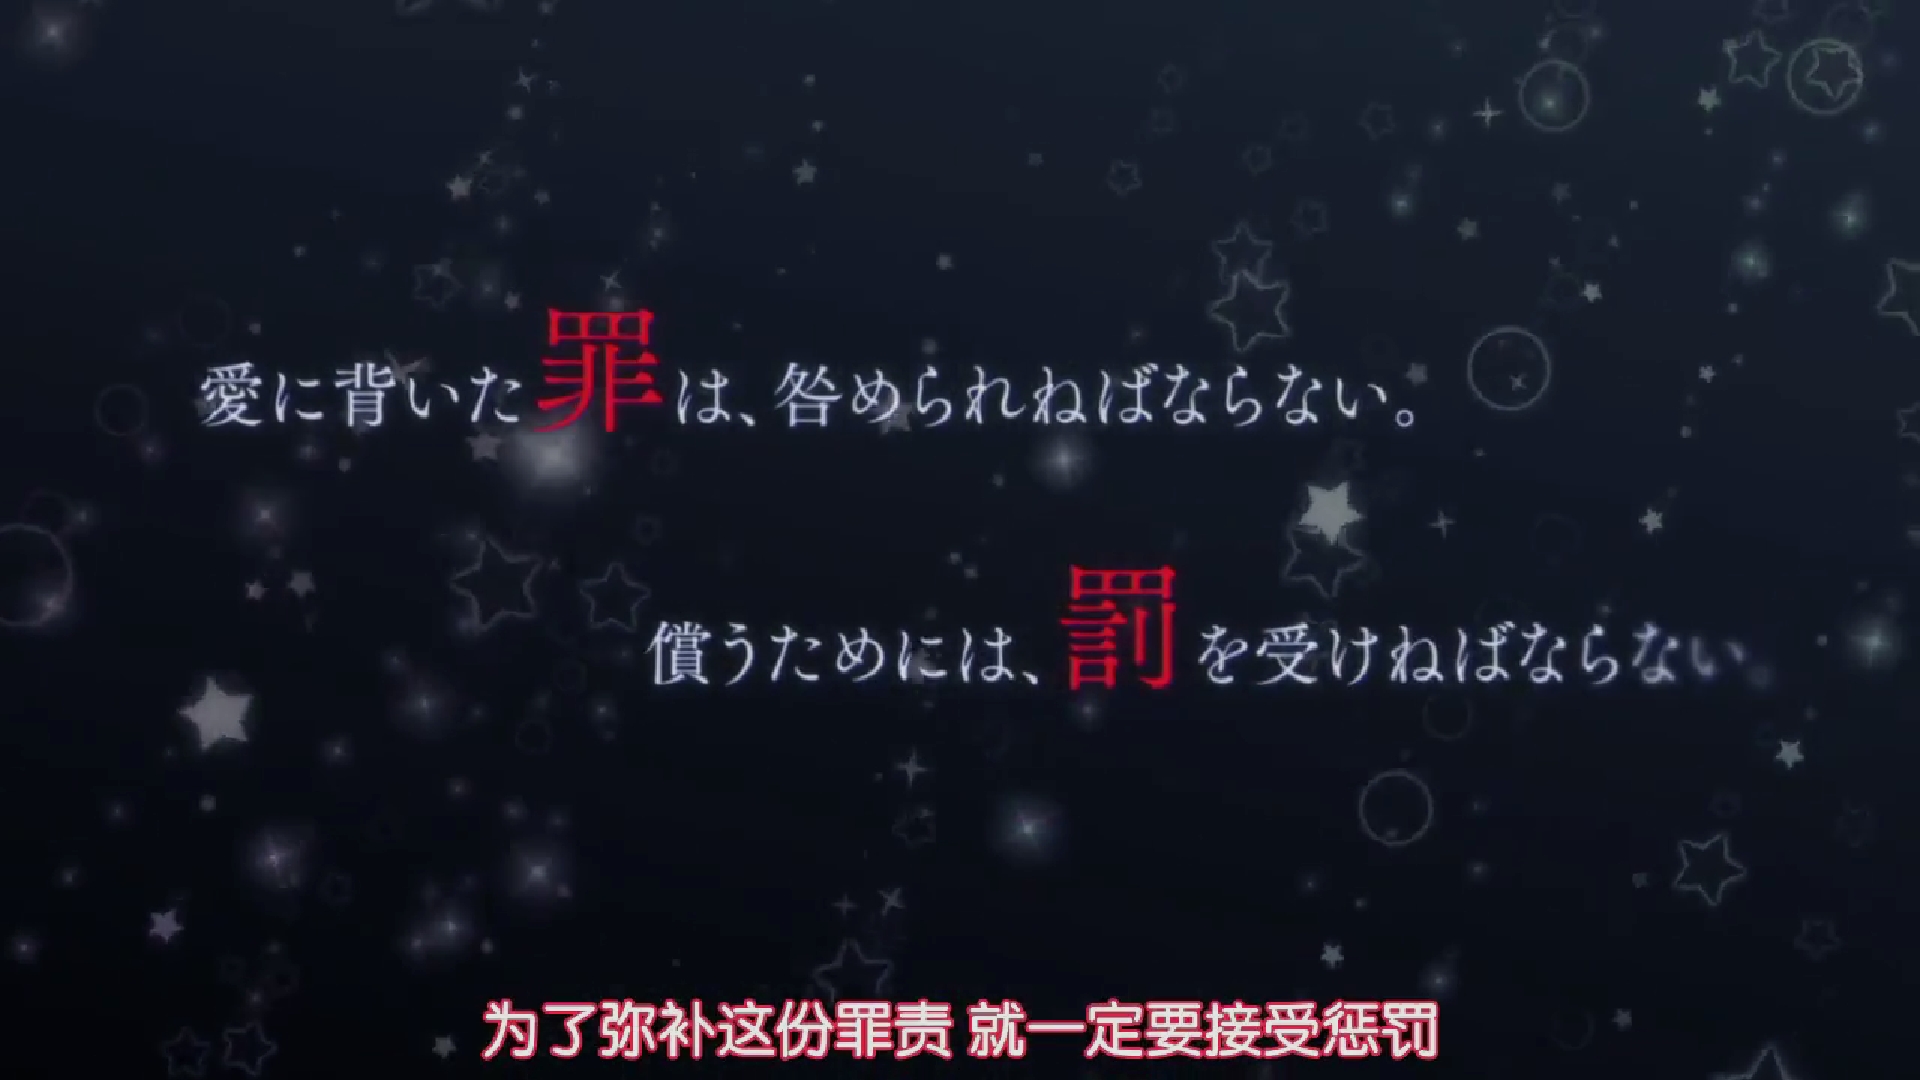 愛に背いた罪は、咎められねばならない。
償うためには、罰を受けねばならない。
为了弥补这份罪责 就一定要接受惩罚